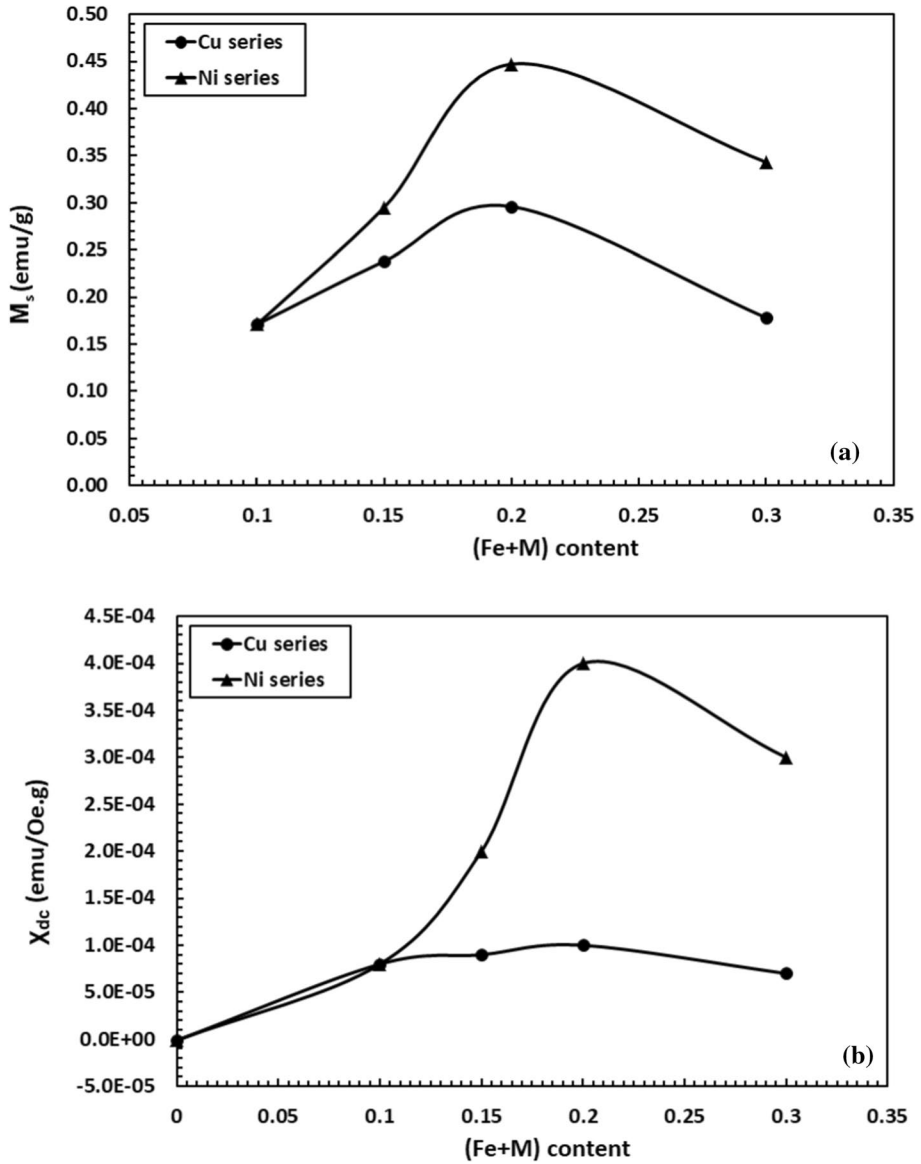 0.50
0.45
0.40
0.35
0.30
0.25
0.20
0.15
0.10
0.05
0.00
Ms (emu/g)
Cu series
Ni series
(a)
0.05 0.1 0.15 0.2 0.25 0.3 0.35
(Fe+M) content
4.5E-04
4.0E-04
3.5E-04
3.0E-04
2.5E-04
2.0E-04
1.5E-04
1.0E-04
5.0E-05
0.0E+00
-5.0E-05
Xdc (emu/Oe.g)
Cu series
Ni series
(b)
0 0.05 0.1 0.15 0.2 0.25 0.3 0.35
(Fe+M) content